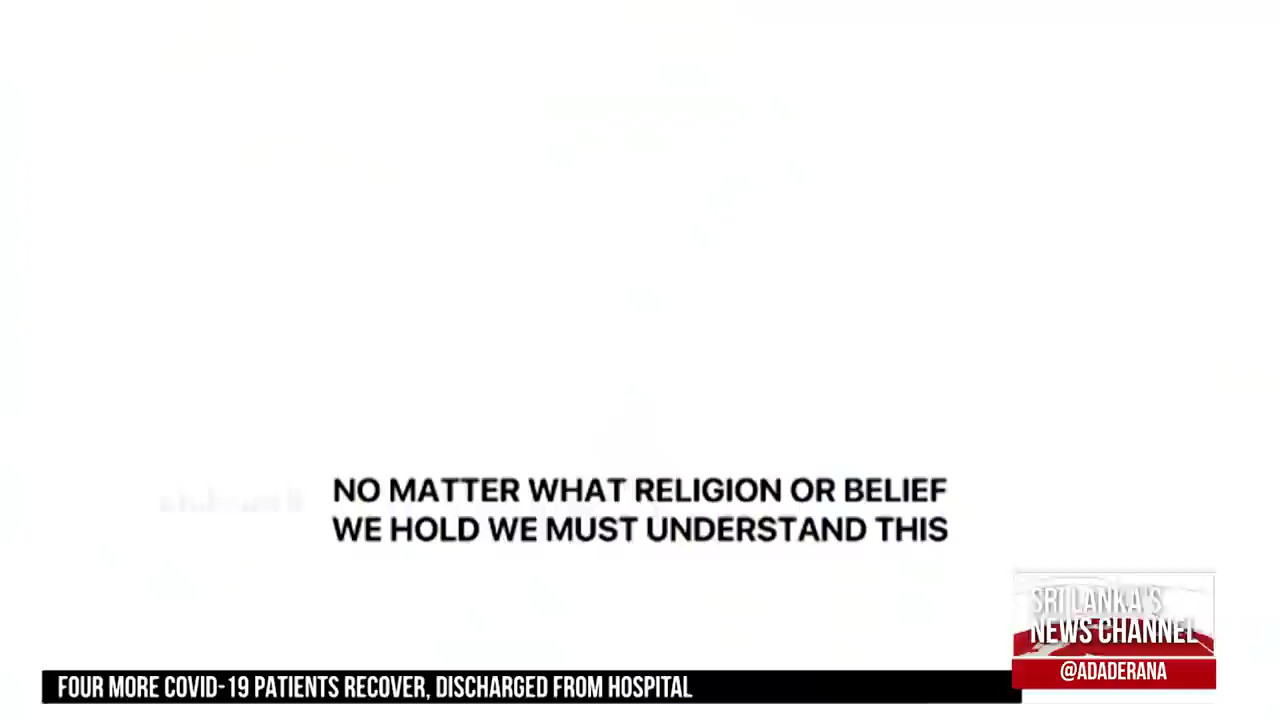 NO MATTER WHAT RELIGION OR BELIEF
WE HOLD WE MUST UNDERSTAND THIS
SRI LANKA'S
NEWS CHANNEL
@ADADERANA
FOUR MORE COVID-19 PATIENTS RECOVER, DISCHARGED FROM HOSPITAL